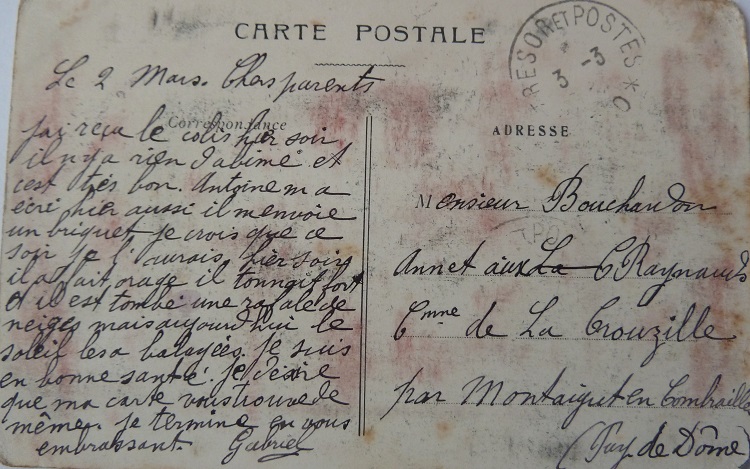 CARTE POSTALE
TRESOR ET POSTES * 
3 -3
Le 2 Mars. Chers parents
Correspondance
j'ai reçu le colis hier soir
il n'y a rien d'abimé et
c'est très bon. Antoine m a
écri hier aussi il m'envoie
un briquet je crois que ce
soir je l'aurais, hier soir
il a fait orage il tonnait fort
et il est tombé une rafale de
neiges mais aujourd'hui le
soleil les a balayées. je suis
en bonne santé. je désire
que ma carte vous trouve de
même. je termine en vous
embrassant. Gabriel
ADRESSE
Monsieur Bouchaudon
Annet aux La C Raynauds
Cmne de La Crouzille
par Montaigut en Combraille
(Puy de Dôme)